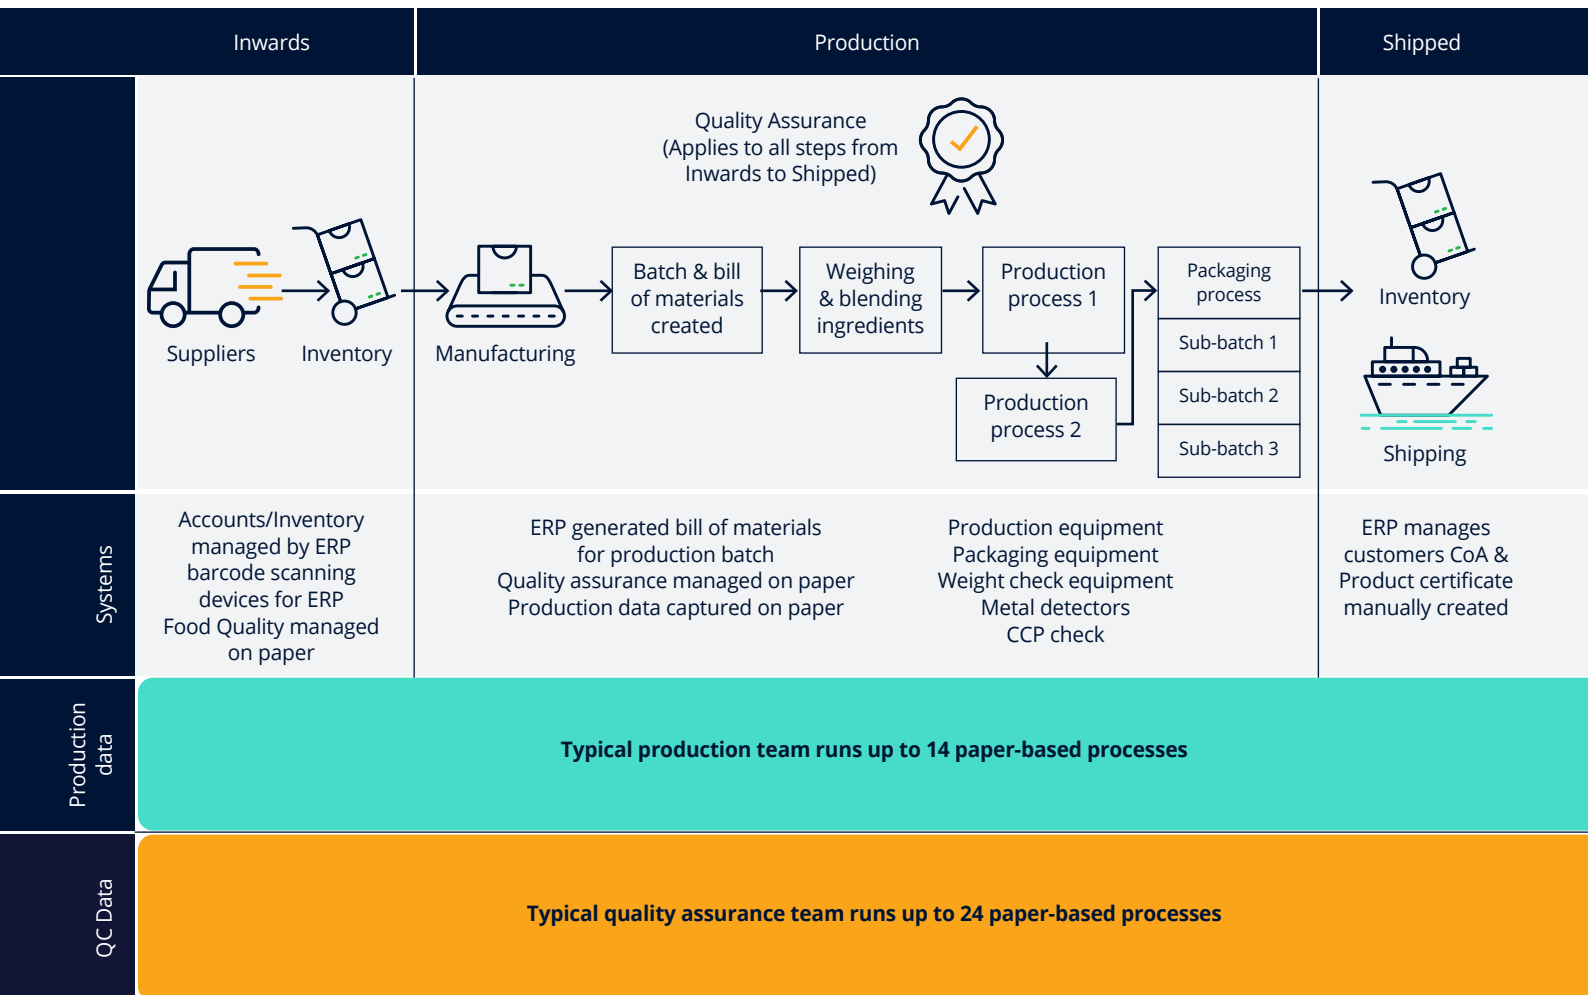 Inwards
Production
Shipped
Quality Assurance
(Applies to all steps from
Inwards to Shipped)
Suppliers
Inventory
Manufacturing
Batch & bill
of materials
created
Weighing
& blending
ingredients
Production
process 1
Production
process 2
Packaging
process
Sub-batch 1
Sub-batch 2
Sub-batch 3
Inventory
Shipping
Systems
Accounts/Inventory
managed by ERP
barcode scanning
devices for ERP
Food Quality managed
on paper
ERP generated bill of materials
for production batch
Quality assurance managed on paper
Production data captured on paper
Production equipment
Packaging equipment
Weight check equipment
Metal detectors
CCP check
ERP manages
customers CoA &
Product certificate
manually created
Production
data
Typical production team runs up to 14 paper-based processes
QC Data
Typical quality assurance team runs up to 24 paper-based processes